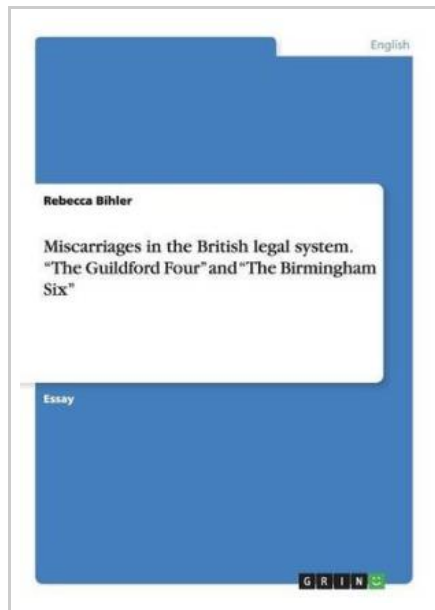 English
Rebecca Bihler
Miscarriages in the British legal system.
“The Guildford Four” and “The Birmingham
Six”
Essay
GRIN